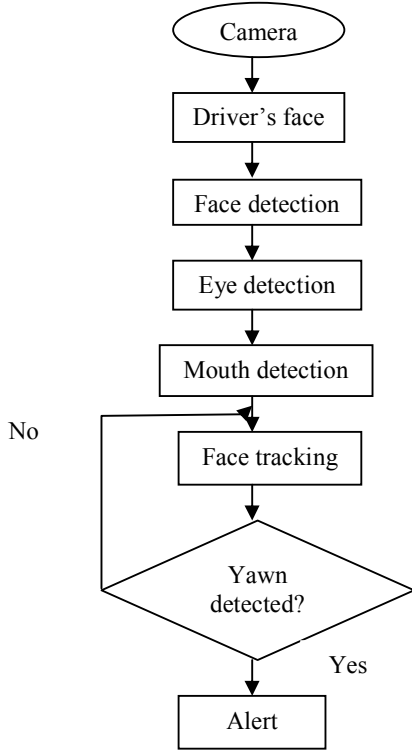 Camera
Driver’s face
Face detection
Eye detection
Mouth detection
No
Face tracking
Yawn
detected?
Yes
Alert